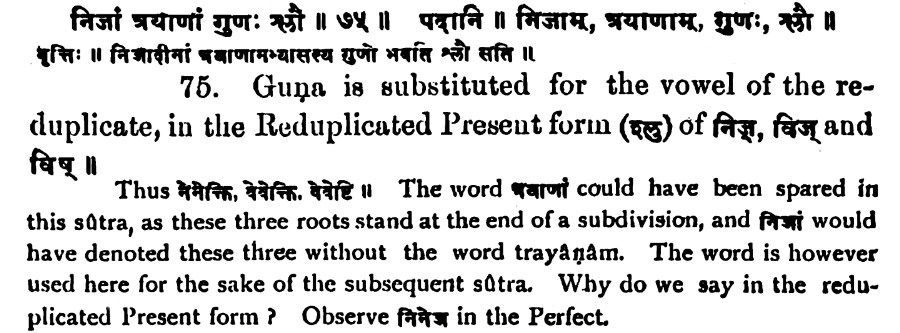 निजां त्रयाणां गुणः श्लौ ॥ ७५ ॥ पदानि ॥ निजाम्, त्रयाणाम्, गुणः, श्लौ ॥
वृत्तिः ॥ निजादीनां त्रयाणामभ्यासस्य गुणो भवति श्लौ सति ॥
75. Guṇa is substituted for the vowel of the re-
duplicate, in the Reduplicated Present form (श्लु) of निज्, विज् and
विष् ॥
Thus नेनेक्ति, वेवेक्ति. वेवेष्टि ॥ The word त्रयाणां could have been spared in
this sûtra, as these three roots stand at the end of a subdivision, and निजां would
have denoted these three without the word trayâṇâm. The word is however
used here for the sake of the subsequent sûtra. Why do we say in the redu-
plicated Present form? Observe निनेज in the Perfect.